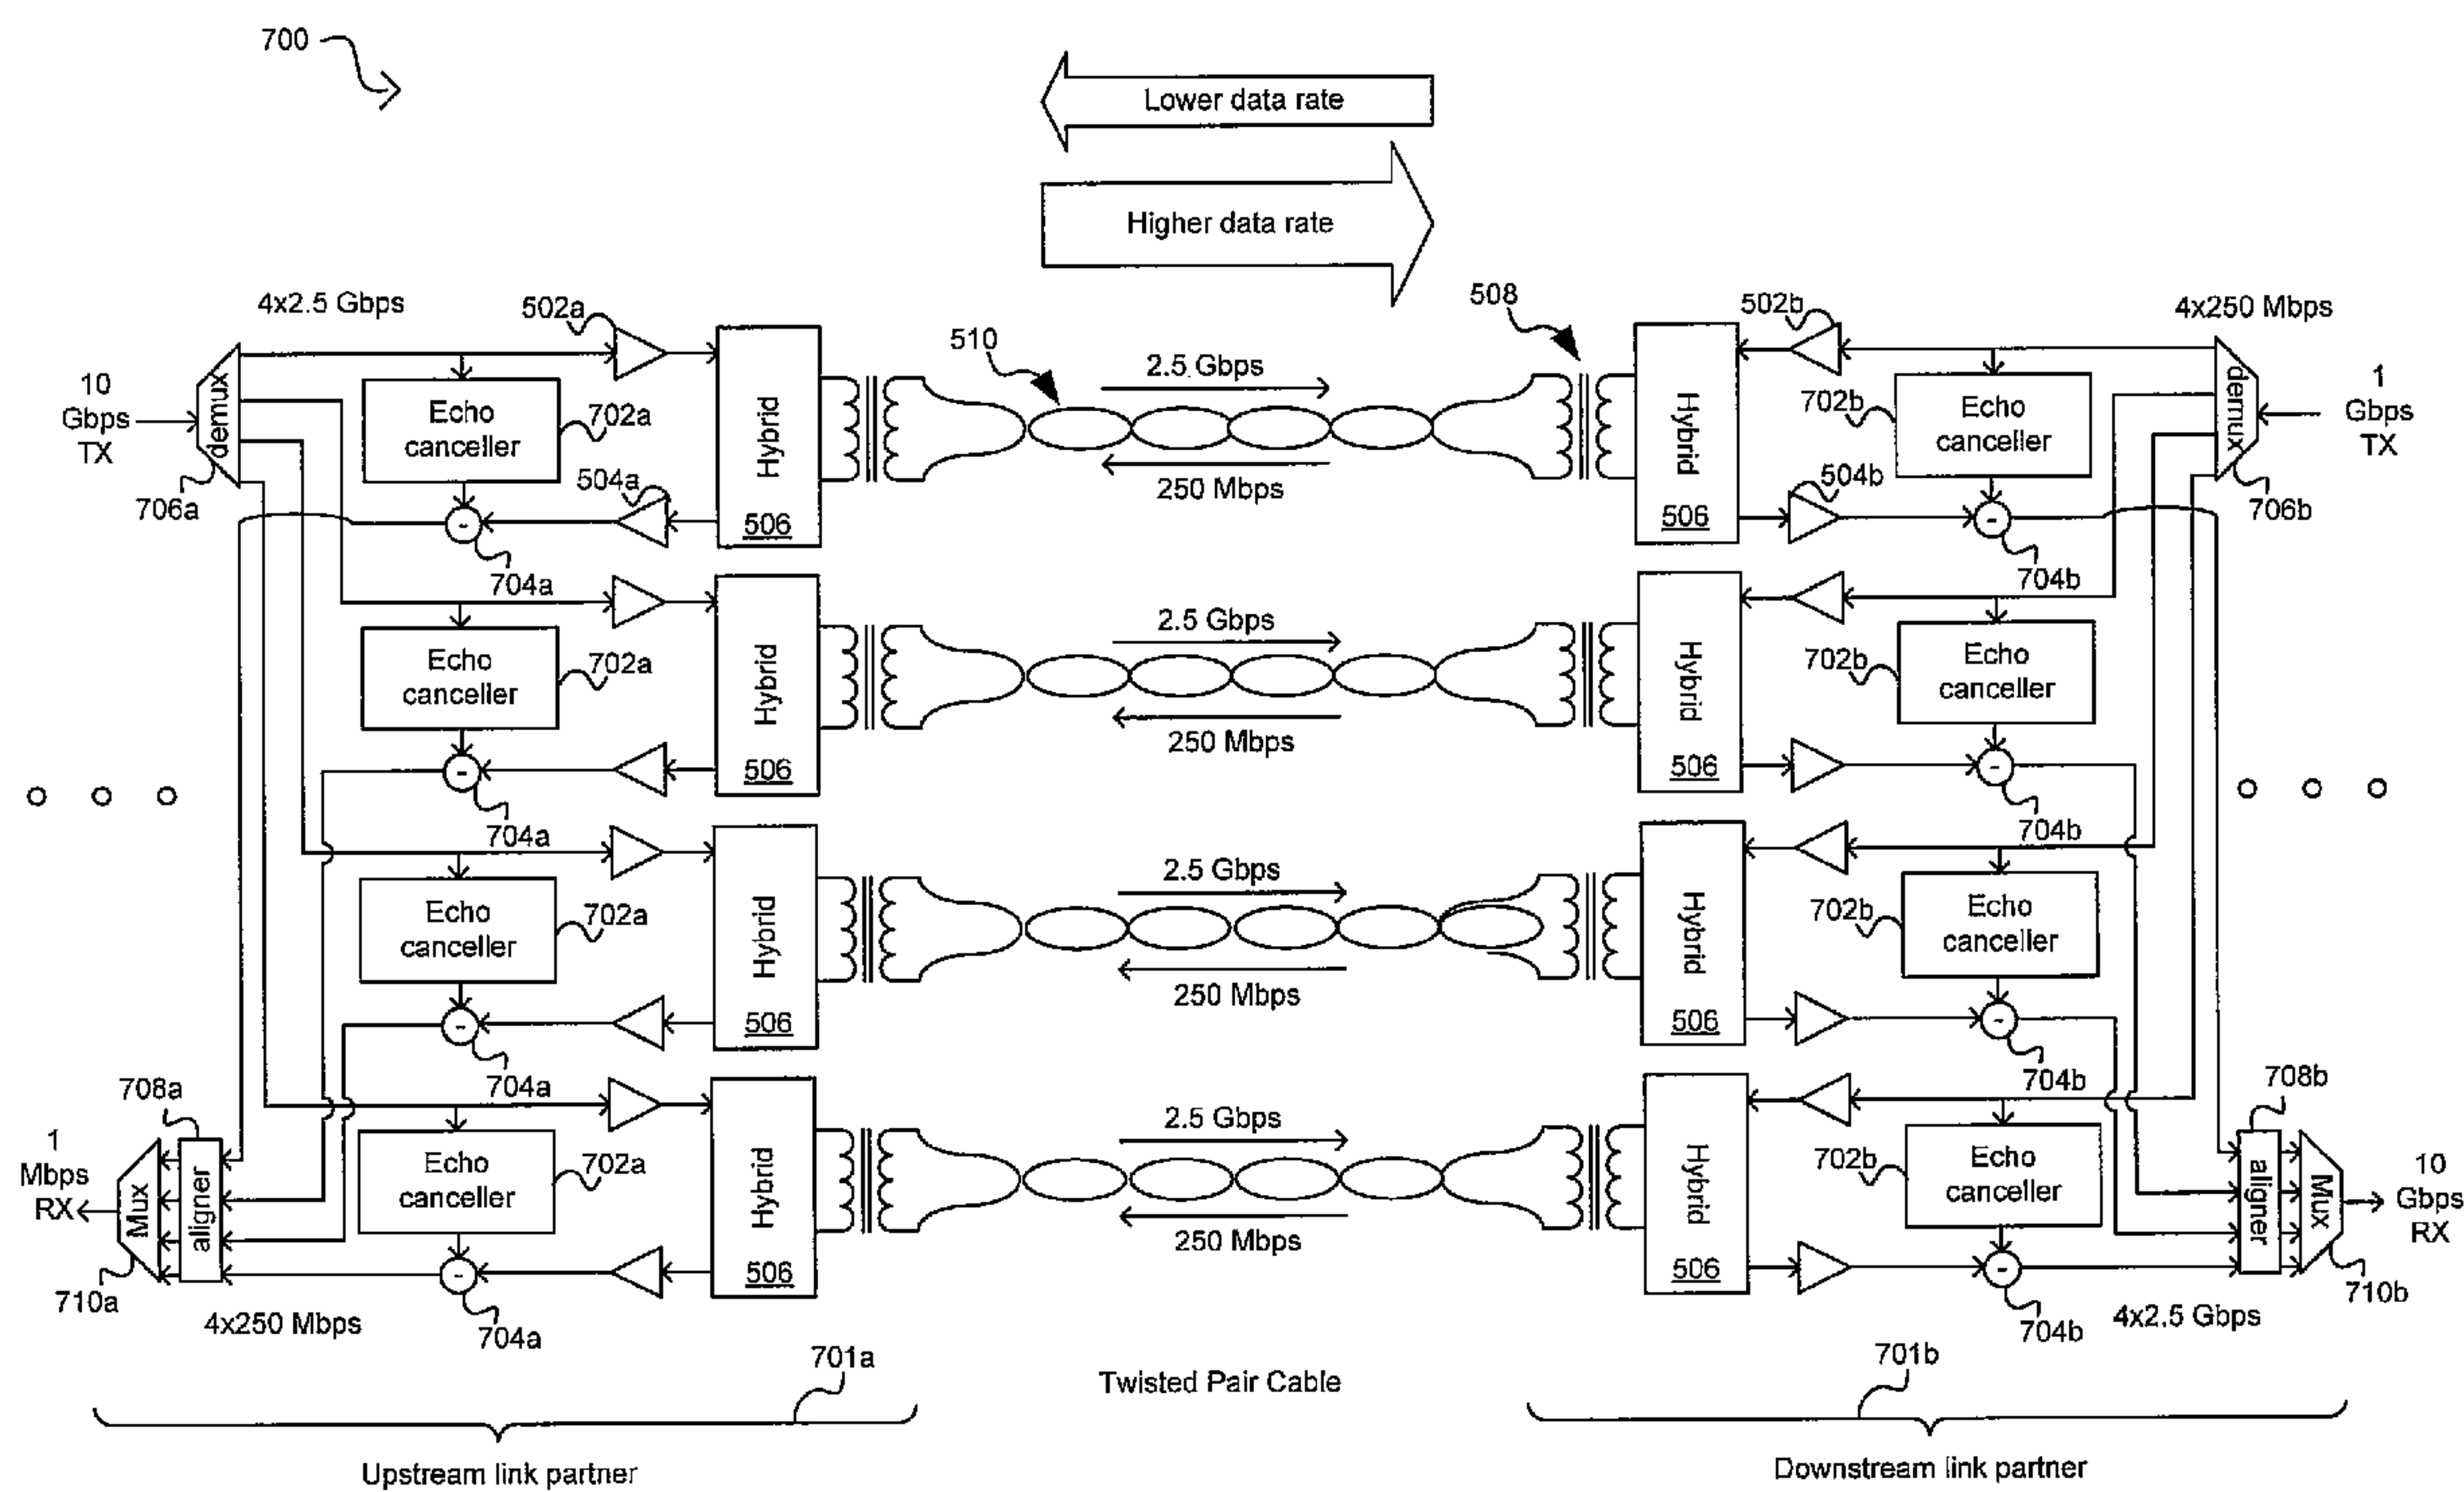 700
Lower data rate
Higher data rate
4x2.5 Gbps
502a
510
508
502b
4x250 Mbps
10
Gbps
TX
demux
706a
Echo
canceller
702a
504a
704a
Hybrid
506
2.5 Gbps
250 Mbps
Hybrid
506
702b
Echo
canceller
504b
704b
demux
706b
1
Gbps
TX
Echo
canceller
702a
704a
Hybrid
506
2.5 Gbps
250 Mbps
Hybrid
506
702b
Echo
canceller
704b
Echo
canceller
702a
704a
Hybrid
506
2.5 Gbps
250 Mbps
Hybrid
506
702b
Echo
canceller
704b
708a
1
Mbps
RX
Mux
aligner
710a
4x250 Mbps
Echo
canceller
702a
704a
Hybrid
506
2.5 Gbps
250 Mbps
Hybrid
506
702b
Echo
canceller
704b
4x2.5 Gbps
708b
aligner
Mux
710b
10
Gbps
RX
701a
Twisted Pair Cable
701b
Upstream link partner
Downstream link partner